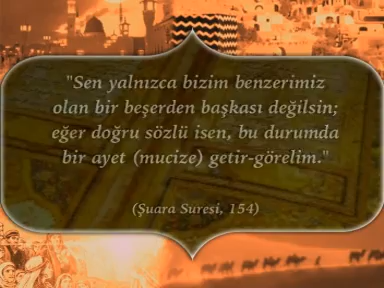 "Sen yalnızca bizim benzerimiz
olan bir beşerden başkası değilsin;
eğer doğru sözlü isen, bu durumda
bir ayet (mucize) getir-görelim."
(Şuara Suresi, 154)